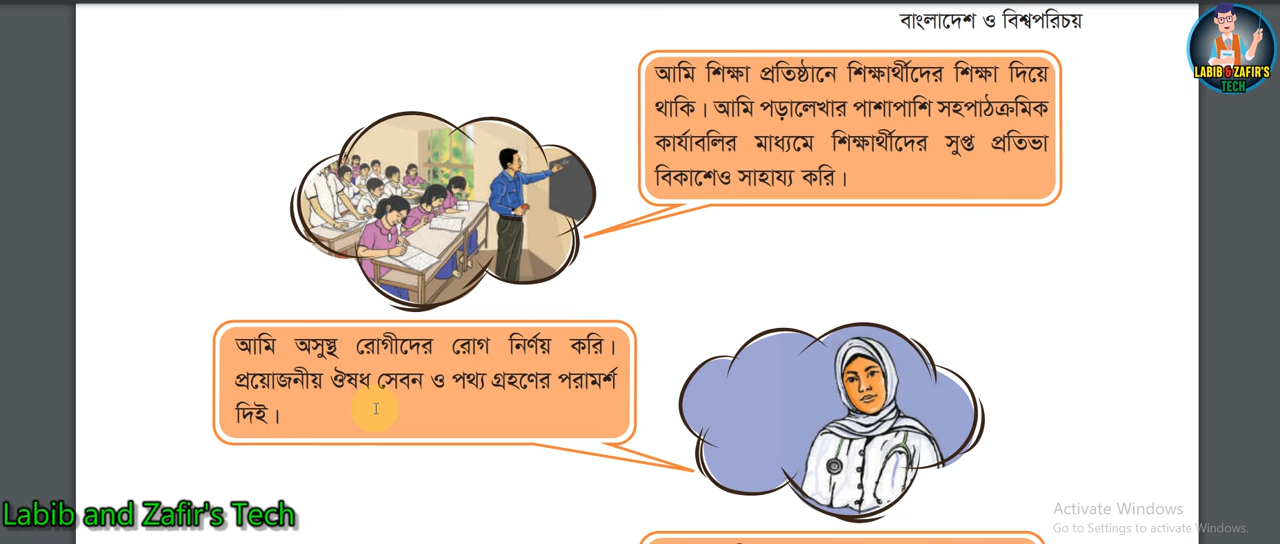 বাংলাদেশ ও বিশ্বপরিচয়
LABIB & ZAFIR'S
TECH
আমি শিক্ষা প্রতিষ্ঠানে শিক্ষার্থীদের শিক্ষা দিয়ে
থাকি। আমি পড়ালেখার পাশাপাশি সহপাঠক্রমিক
কার্যাবলির মাধ্যমে শিক্ষার্থীদের সুপ্ত প্রতিভা
বিকাশেও সাহায্য করি।
আমি অসুস্থ রোগীদের রোগ নির্ণয় করি।
প্রয়োজনীয় ঔষধ সেবন ও পথ্য গ্রহণের পরামর্শ
দিই।
Labib and Zafir's Tech
Activate Windows
Go to Settings to activate Windows.